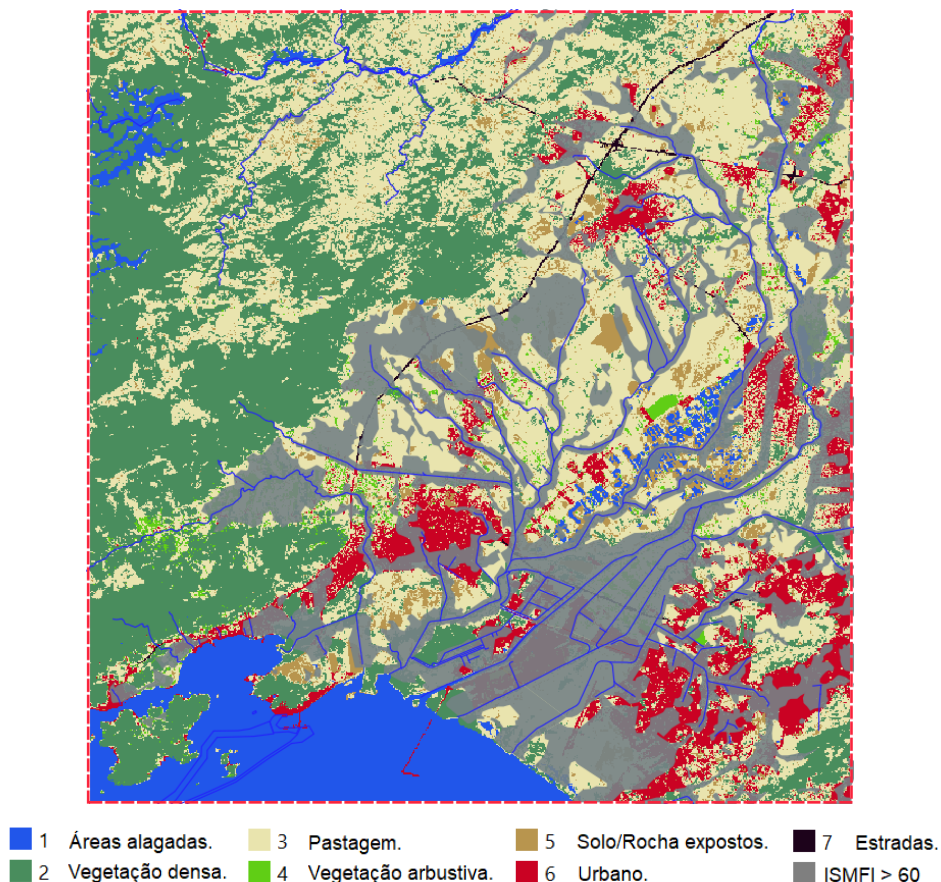 1 Áreas alagadas. 3 Pastagem. 5 Solo/Rocha expostos. 7 Estradas.
2 Vegetação densa. 4 Vegetação arbustiva. 6 Urbano. ISMFI > 60